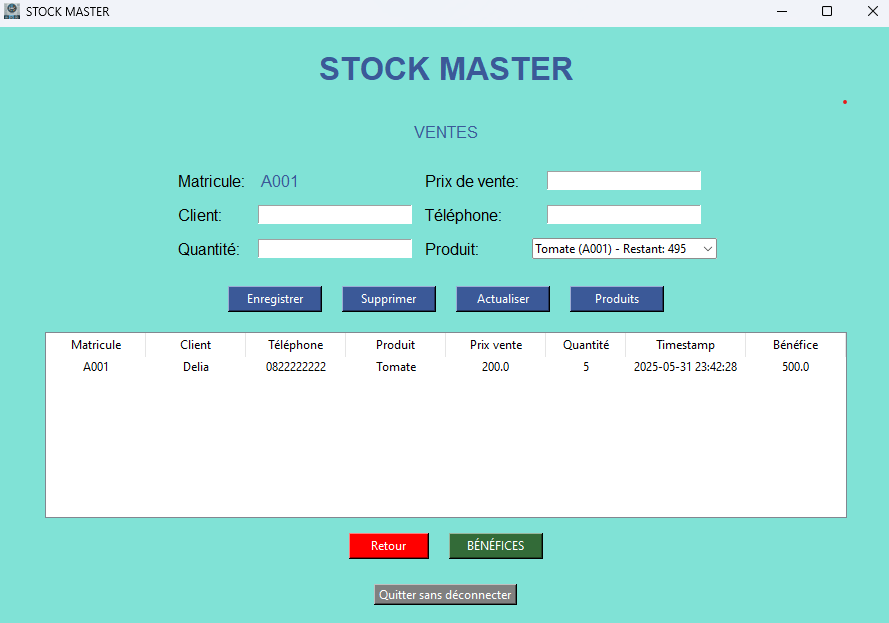 STOCK MASTER
STOCK MASTER
VENTES
Matricule: A001 Prix de vente:
Client: Téléphone:
Quantité: Produit: Tomate (A001) - Restant: 495
Enregistrer Supprimer Actualiser Produits
Matricule Client Téléphone Produit Prix vente Quantité Timestamp Bénéfice
A001 Delia 0822222222 Tomate 200.0 5 2025-05-31 23:42:28 500.0
Retour BÉNÉFICES
Quitter sans déconnecter